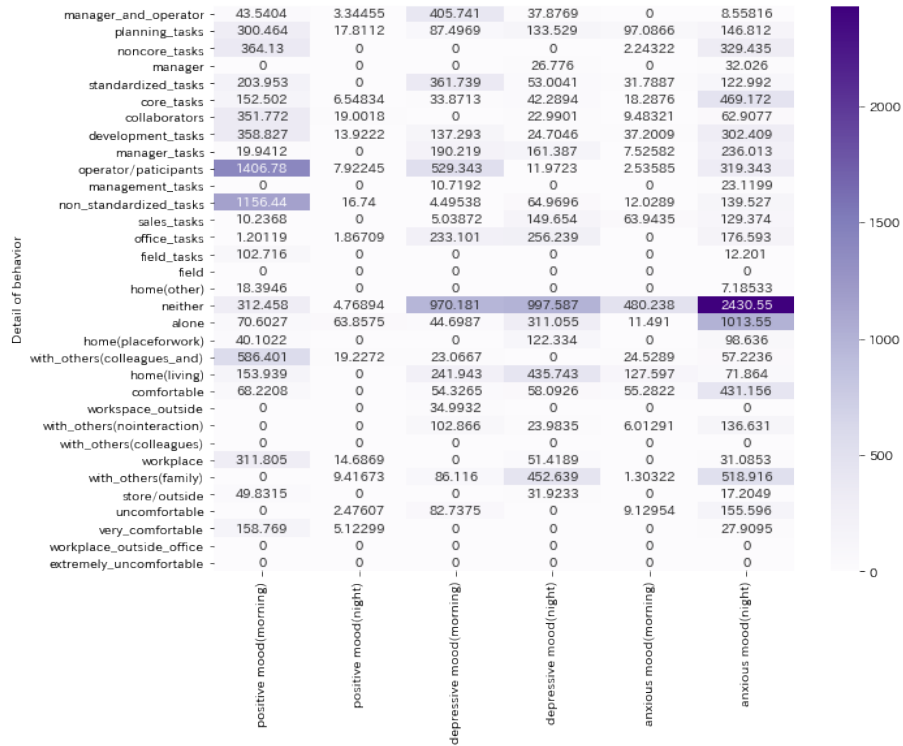 manager_and_operator 43.5404 3.34455 405.741 37.8769 0 8.55816
planning_tasks 300.464 17.8112 87.4969 133.529 97.0866 146.812
noncore_tasks 364.13 0 0 0 2.24322 329.435
manager 0 0 0 26.776 0 32.026
standardized_tasks 203.953 0 361.739 53.0041 31.7887 122.992
core_tasks 152.502 6.54834 33.8713 42.2894 18.2876 469.172
collaborators 351.772 19.0018 0 22.9901 9.48321 62.9077
development_tasks 358.827 13.9222 137.293 24.7046 37.2009 302.409
manager_tasks 19.9412 0 190.219 161.387 7.52582 236.013
operator/paticipants 1406.78 7.92245 529.343 11.9723 2.53585 319.343
management_tasks 0 0 10.7192 0 0 23.1199
non_standardized_tasks 1156.44 16.74 4.49538 64.9696 12.0289 139.527
sales_tasks 10.2368 0 5.03872 149.654 63.9435 129.374
office_tasks 1.20119 1.86709 233.101 256.239 0 176.593
field_tasks 102.716 0 0 0 0 12.201
field 0 0 0 0 0 0
home(other) 18.3946 0 0 0 0 7.18533
neither 312.458 4.76894 970.181 997.587 480.238 2430.55
alone 70.6027 63.8575 44.6987 311.055 11.491 1013.55
home(placeforwork) 40.1022 0 0 122.334 0 98.636
with_others(colleagues_and) 586.401 19.2272 23.0667 0 24.5289 57.2236
home(living) 153.939 0 241.943 435.743 127.597 71.864
comfortable 68.2208 0 54.3265 58.0926 55.2822 431.156
workspace_outside 0 0 34.9932 0 0 0
with_others(nointeraction) 0 0 102.866 23.9835 6.01291 136.631
with_others(colleagues) 0 0 0 0 0 0
workplace 311.805 14.6869 0 51.4189 0 31.0853
with_others(family) 0 9.41673 86.116 452.639 1.30322 518.916
store/outside 49.8315 0 0 31.9233 0 17.2049
uncomfortable 0 2.47607 82.7375 0 9.12954 155.596
very_comfortable 158.769 5.12299 0 0 0 27.9095
workplace_outside_office 0 0 0 0 0 0
extremely_uncomfortable 0 0 0 0 0 0
Detail of behavior
positive mood(morning)
positive mood(night)
depressive mood(morning)
depressive mood(night)
anxious mood(morning)
anxious mood(night)
2000
1500
1000
500
0